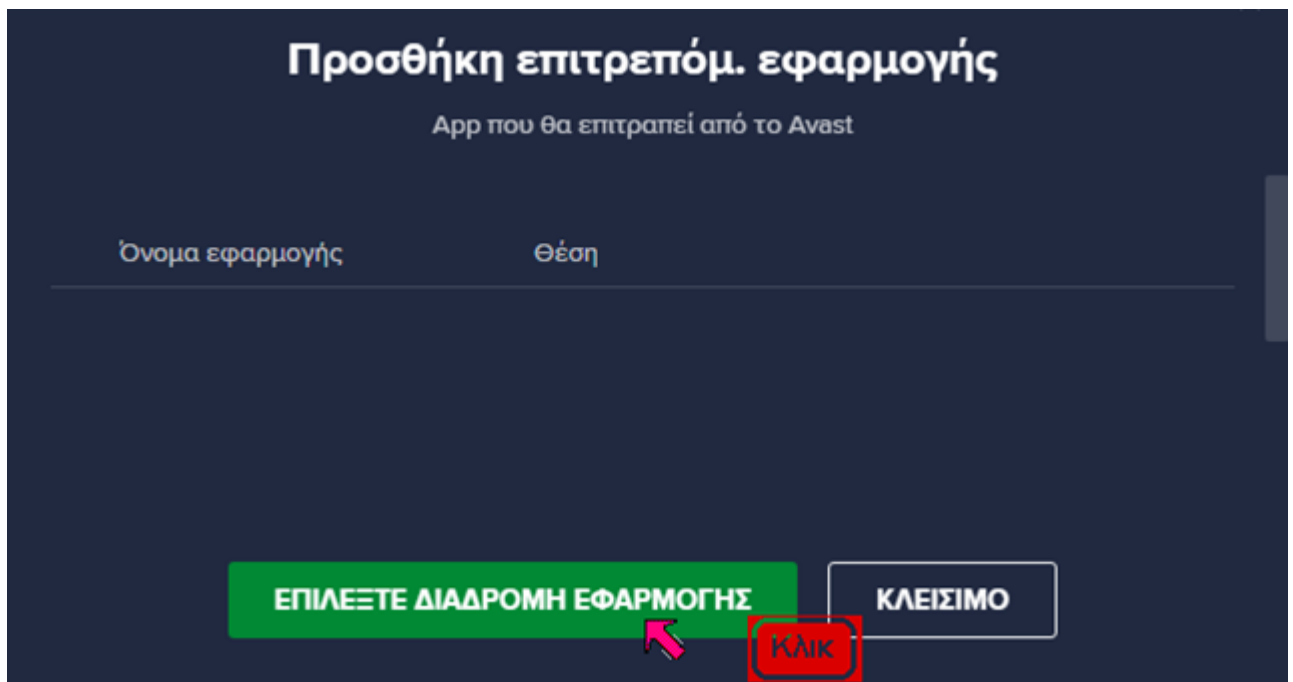 Προσθήκη επιτρεπόμ. εφαρμογής
App που θα επιτραπεί από το Avast
Όνομα εφαρμογής Θέση
ΕΠΙΛΕΞΤΕ ΔΙΑΔΡΟΜΗ ΕΦΑΡΜΟΓΗΣ ΚΛΕΙΣΙΜΟ
Κλικ